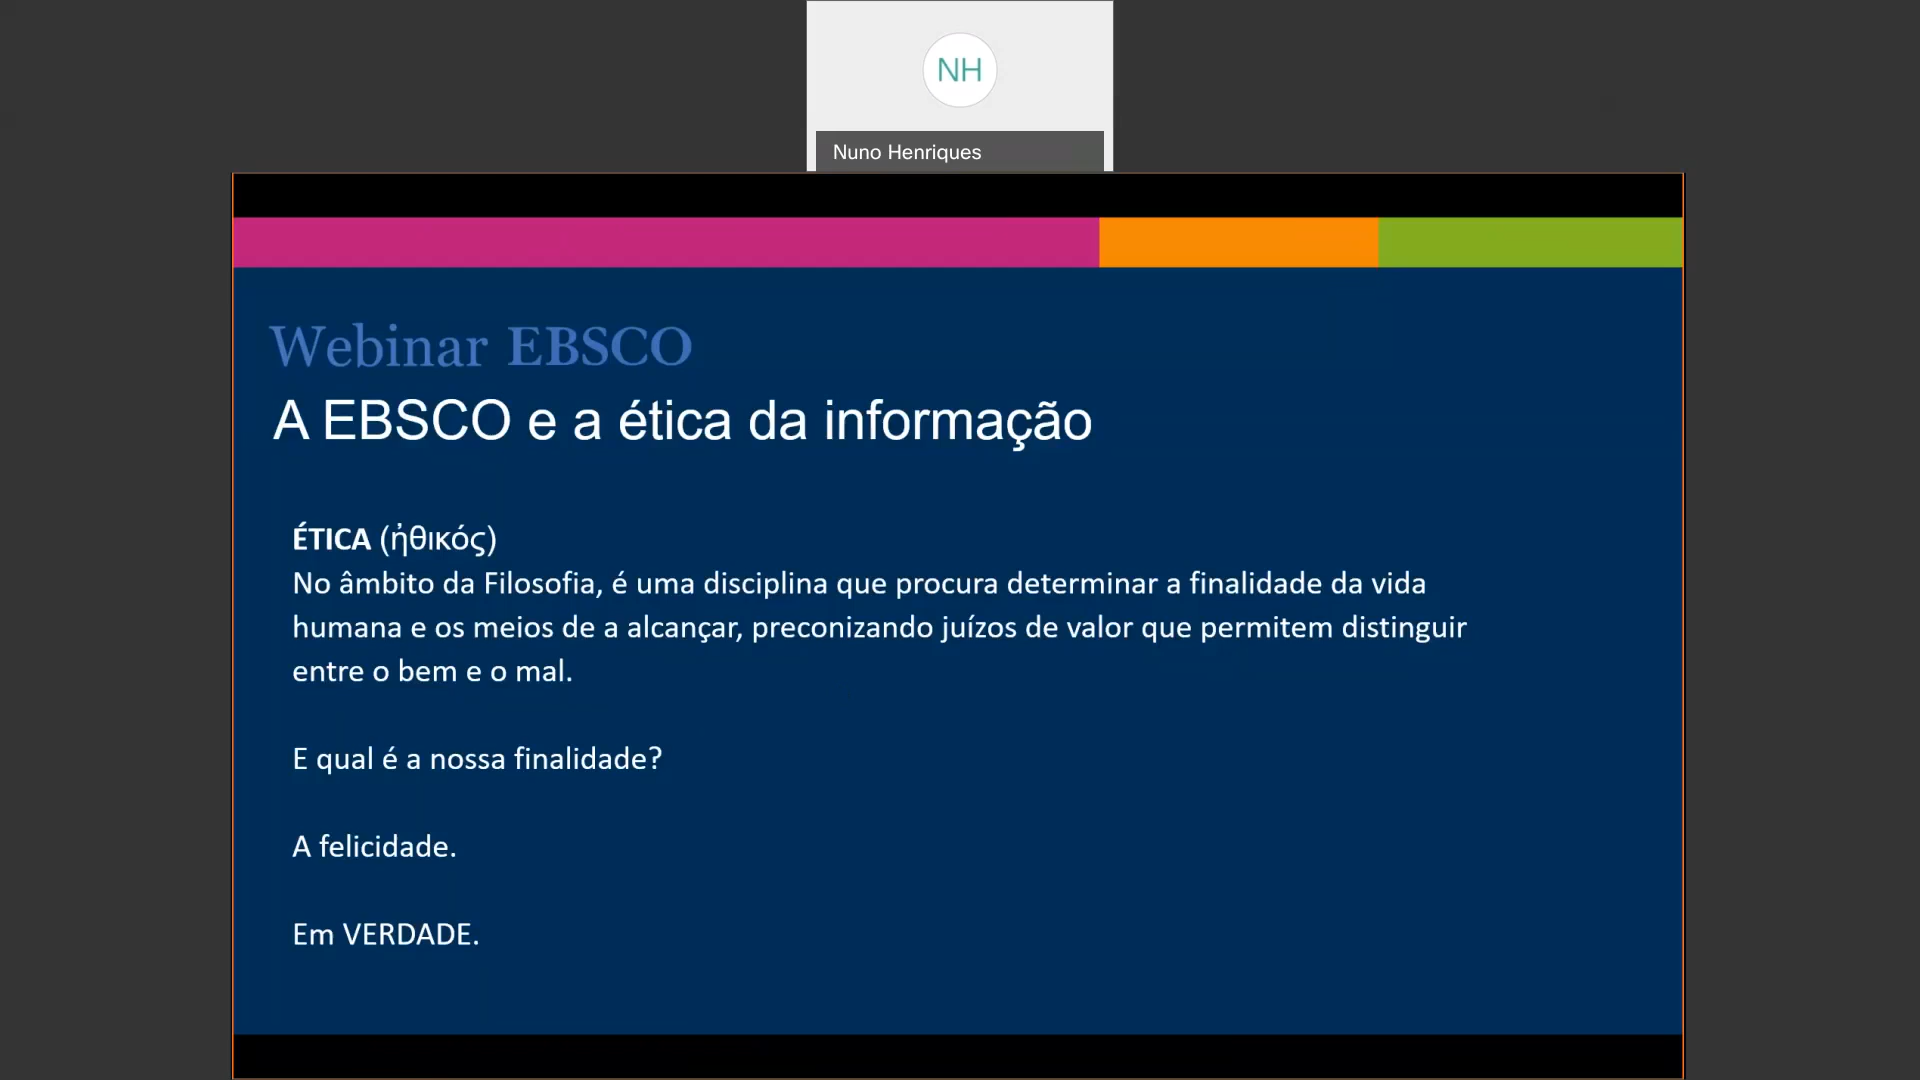 NH
Nuno Henriques
Webinar EBSCO
A EBSCO e a ética da informação
ÉTICA (ἠθικός)
No âmbito da Filosofia, é uma disciplina que procura determinar a finalidade da vida
humana e os meios de a alcançar, preconizando juízos de valor que permitem distinguir
entre o bem e o mal.
E qual é a nossa finalidade?
A felicidade.
Em VERDADE.